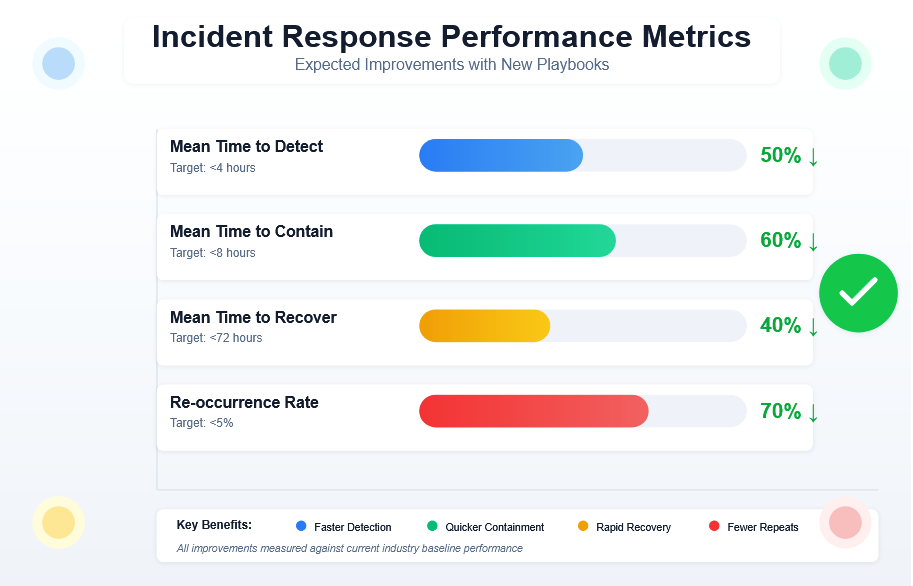 Incident Response Performance Metrics
Expected Improvements with New Playbooks
Mean Time to Detect
Target: <4 hours
50% ↓
Mean Time to Contain
Target: <8 hours
60% ↓
Mean Time to Recover
Target: <72 hours
40% ↓
Re-occurrence Rate
Target: <5%
70% ↓
Key Benefits: Faster Detection Quicker Containment Rapid Recovery Fewer Repeats
All improvements measured against current industry baseline performance